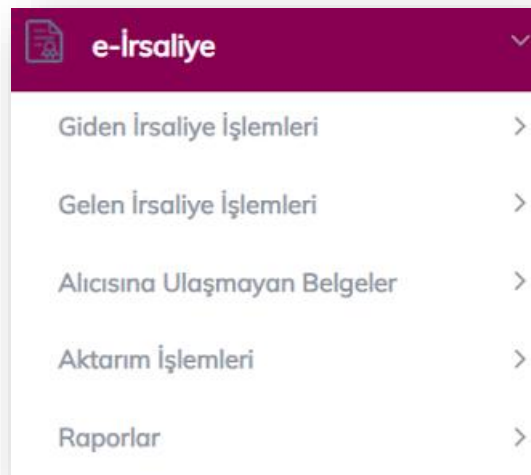 e-İrsaliye
Giden İrsaliye İşlemleri
Gelen İrsaliye İşlemleri
Alıcısına Ulaşmayan Belgeler
Aktarım İşlemleri
Raporlar